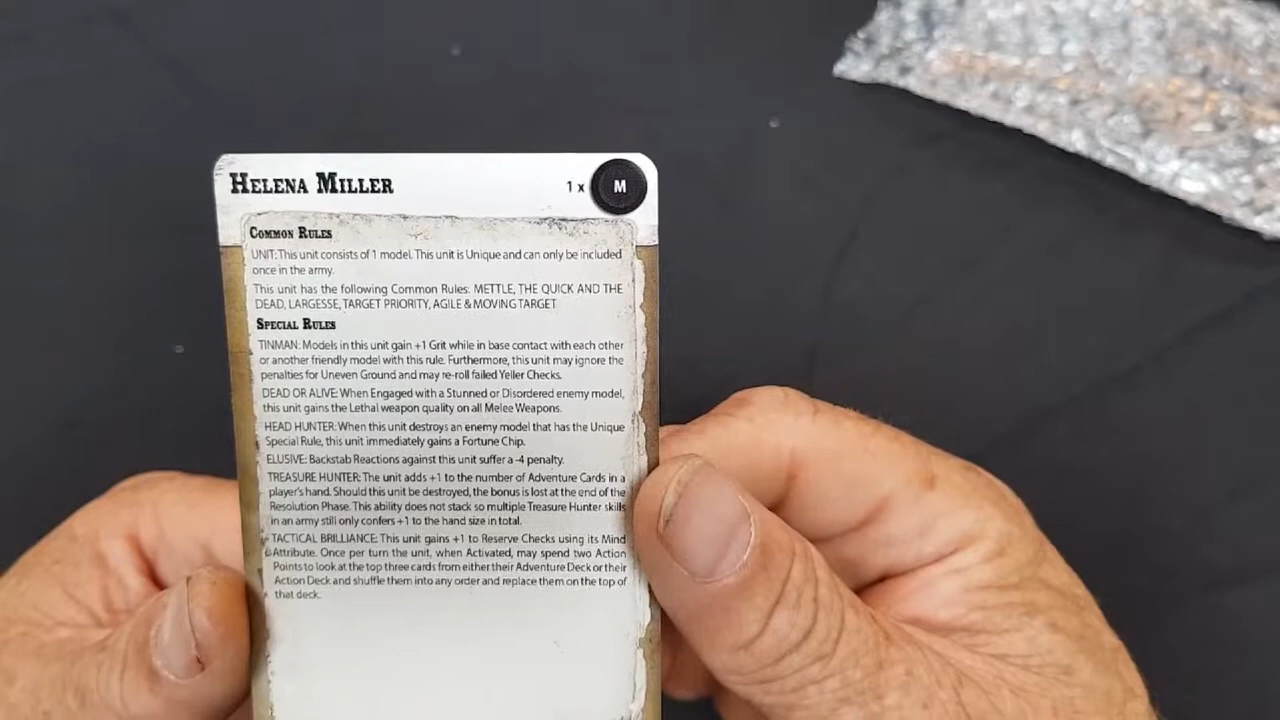 HELENA MILLER 1 x M
COMMON RULES
UNIT: This unit consists of 1 model. This unit is Unique and can only be included
once in the army.
This unit has the following Common Rules: METTLE, THE QUICK AND THE
DEAD, LARGESSE, TARGET PRIORITY, AGILE & MOVING TARGET
SPECIAL RULES
TINMAN: Models in this unit gain +1 Grit while in base contact with each other
or another friendly model with this rule. Furthermore, this unit may ignore the
penalties for Uneven Ground and may re-roll failed Yeller Checks.
DEAD OR ALIVE: When Engaged with a Stunned or Disordered enemy model,
this unit gains the Lethal weapon quality on all Melee Weapons.
HEAD HUNTER: When this unit destroys an enemy model that has the Unique
Special Rule, this unit immediately gains a Fortune Chip.
ELUSIVE: Backstab Reactions against this unit suffer a -4 penalty.
TREASURE HUNTER: The unit adds +1 to the number of Adventure Cards in a
player's hand. Should this unit be destroyed, the bonus is lost at the end of the
Resolution Phase. This ability does not stack so multiple Treasure Hunter skills
in an army still only confers +1 to the hand size in total.
TACTICAL BRILLIANCE: This unit gains +1 to Reserve Checks using its Mind
Attribute. Once per turn the unit, when Activated, may spend two Action
Points to look at the top three cards from either their Adventure Deck or their
Action Deck and shuffle them into any order and replace them on the top of
that deck.